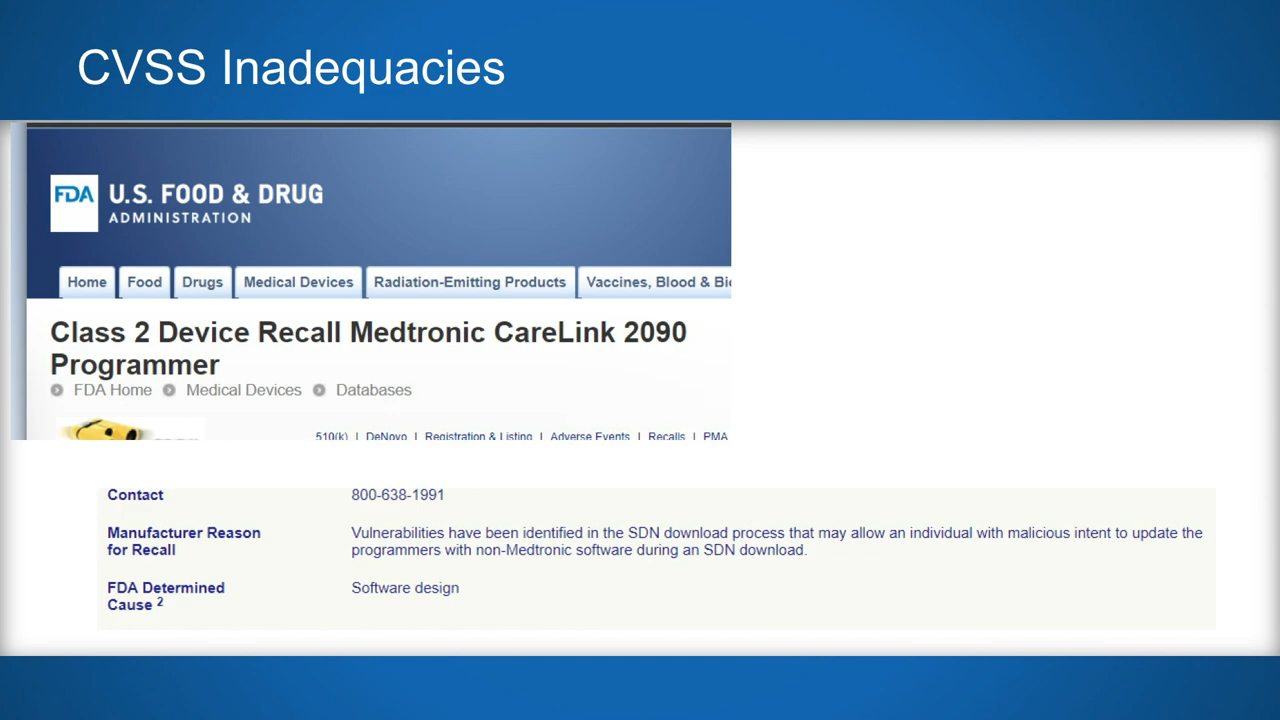 CVSS Inadequacies
FDA U.S. FOOD & DRUG
ADMINISTRATION
Home Food Drugs Medical Devices Radiation-Emitting Products Vaccines, Blood &
Class 2 Device Recall Medtronic CareLink 2090
Programmer
FDA Home Medical Devices Databases
510(k) | DeNovo | Registration & Listing | Adverse Events | Recalls | PMA
Contact 800-638-1991
Manufacturer Reason
for Recall
Vulnerabilities have been identified in the SDN download process that may allow an individual with malicious intent to update the
programmers with non-Medtronic software during an SDN download.
FDA Determined
Cause 2
Software design